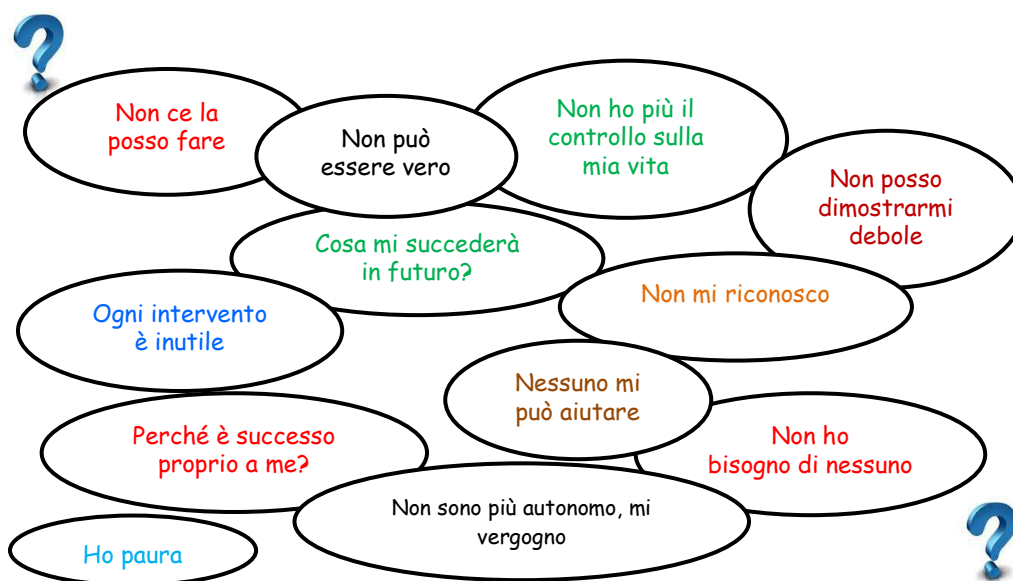 Non ce la
posso fare
Non può
essere vero
Non ho più il
controllo sulla
mia vita
Non posso
dimostrarmi
debole
Cosa mi succederà
in futuro?
Non mi riconosco
Ogni intervento
è inutile
Nessuno mi
può aiutare
Perché è successo
proprio a me?
Non ho
bisogno di nessuno
Non sono più autonomo, mi
vergogno
Ho paura